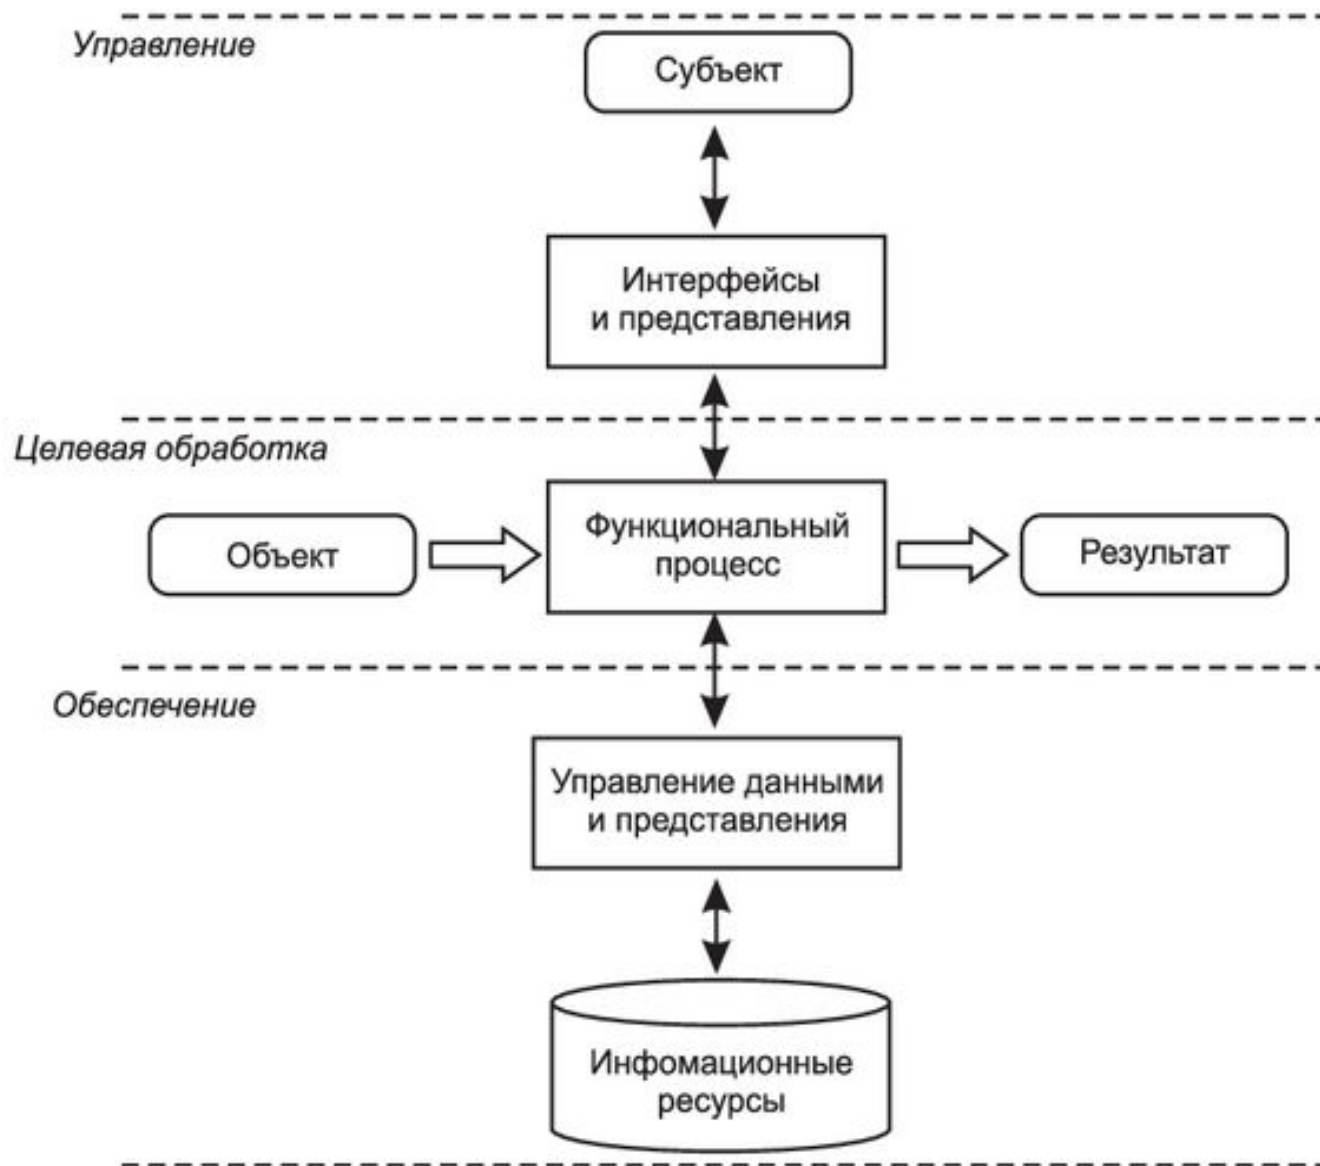 Управление
Субъект
Интерфейсы
и представления
Целевая обработка
Объект
Функциональный
процесс
Результат
Обеспечение
Управление данными
и представления
Инфомационные
ресурсы